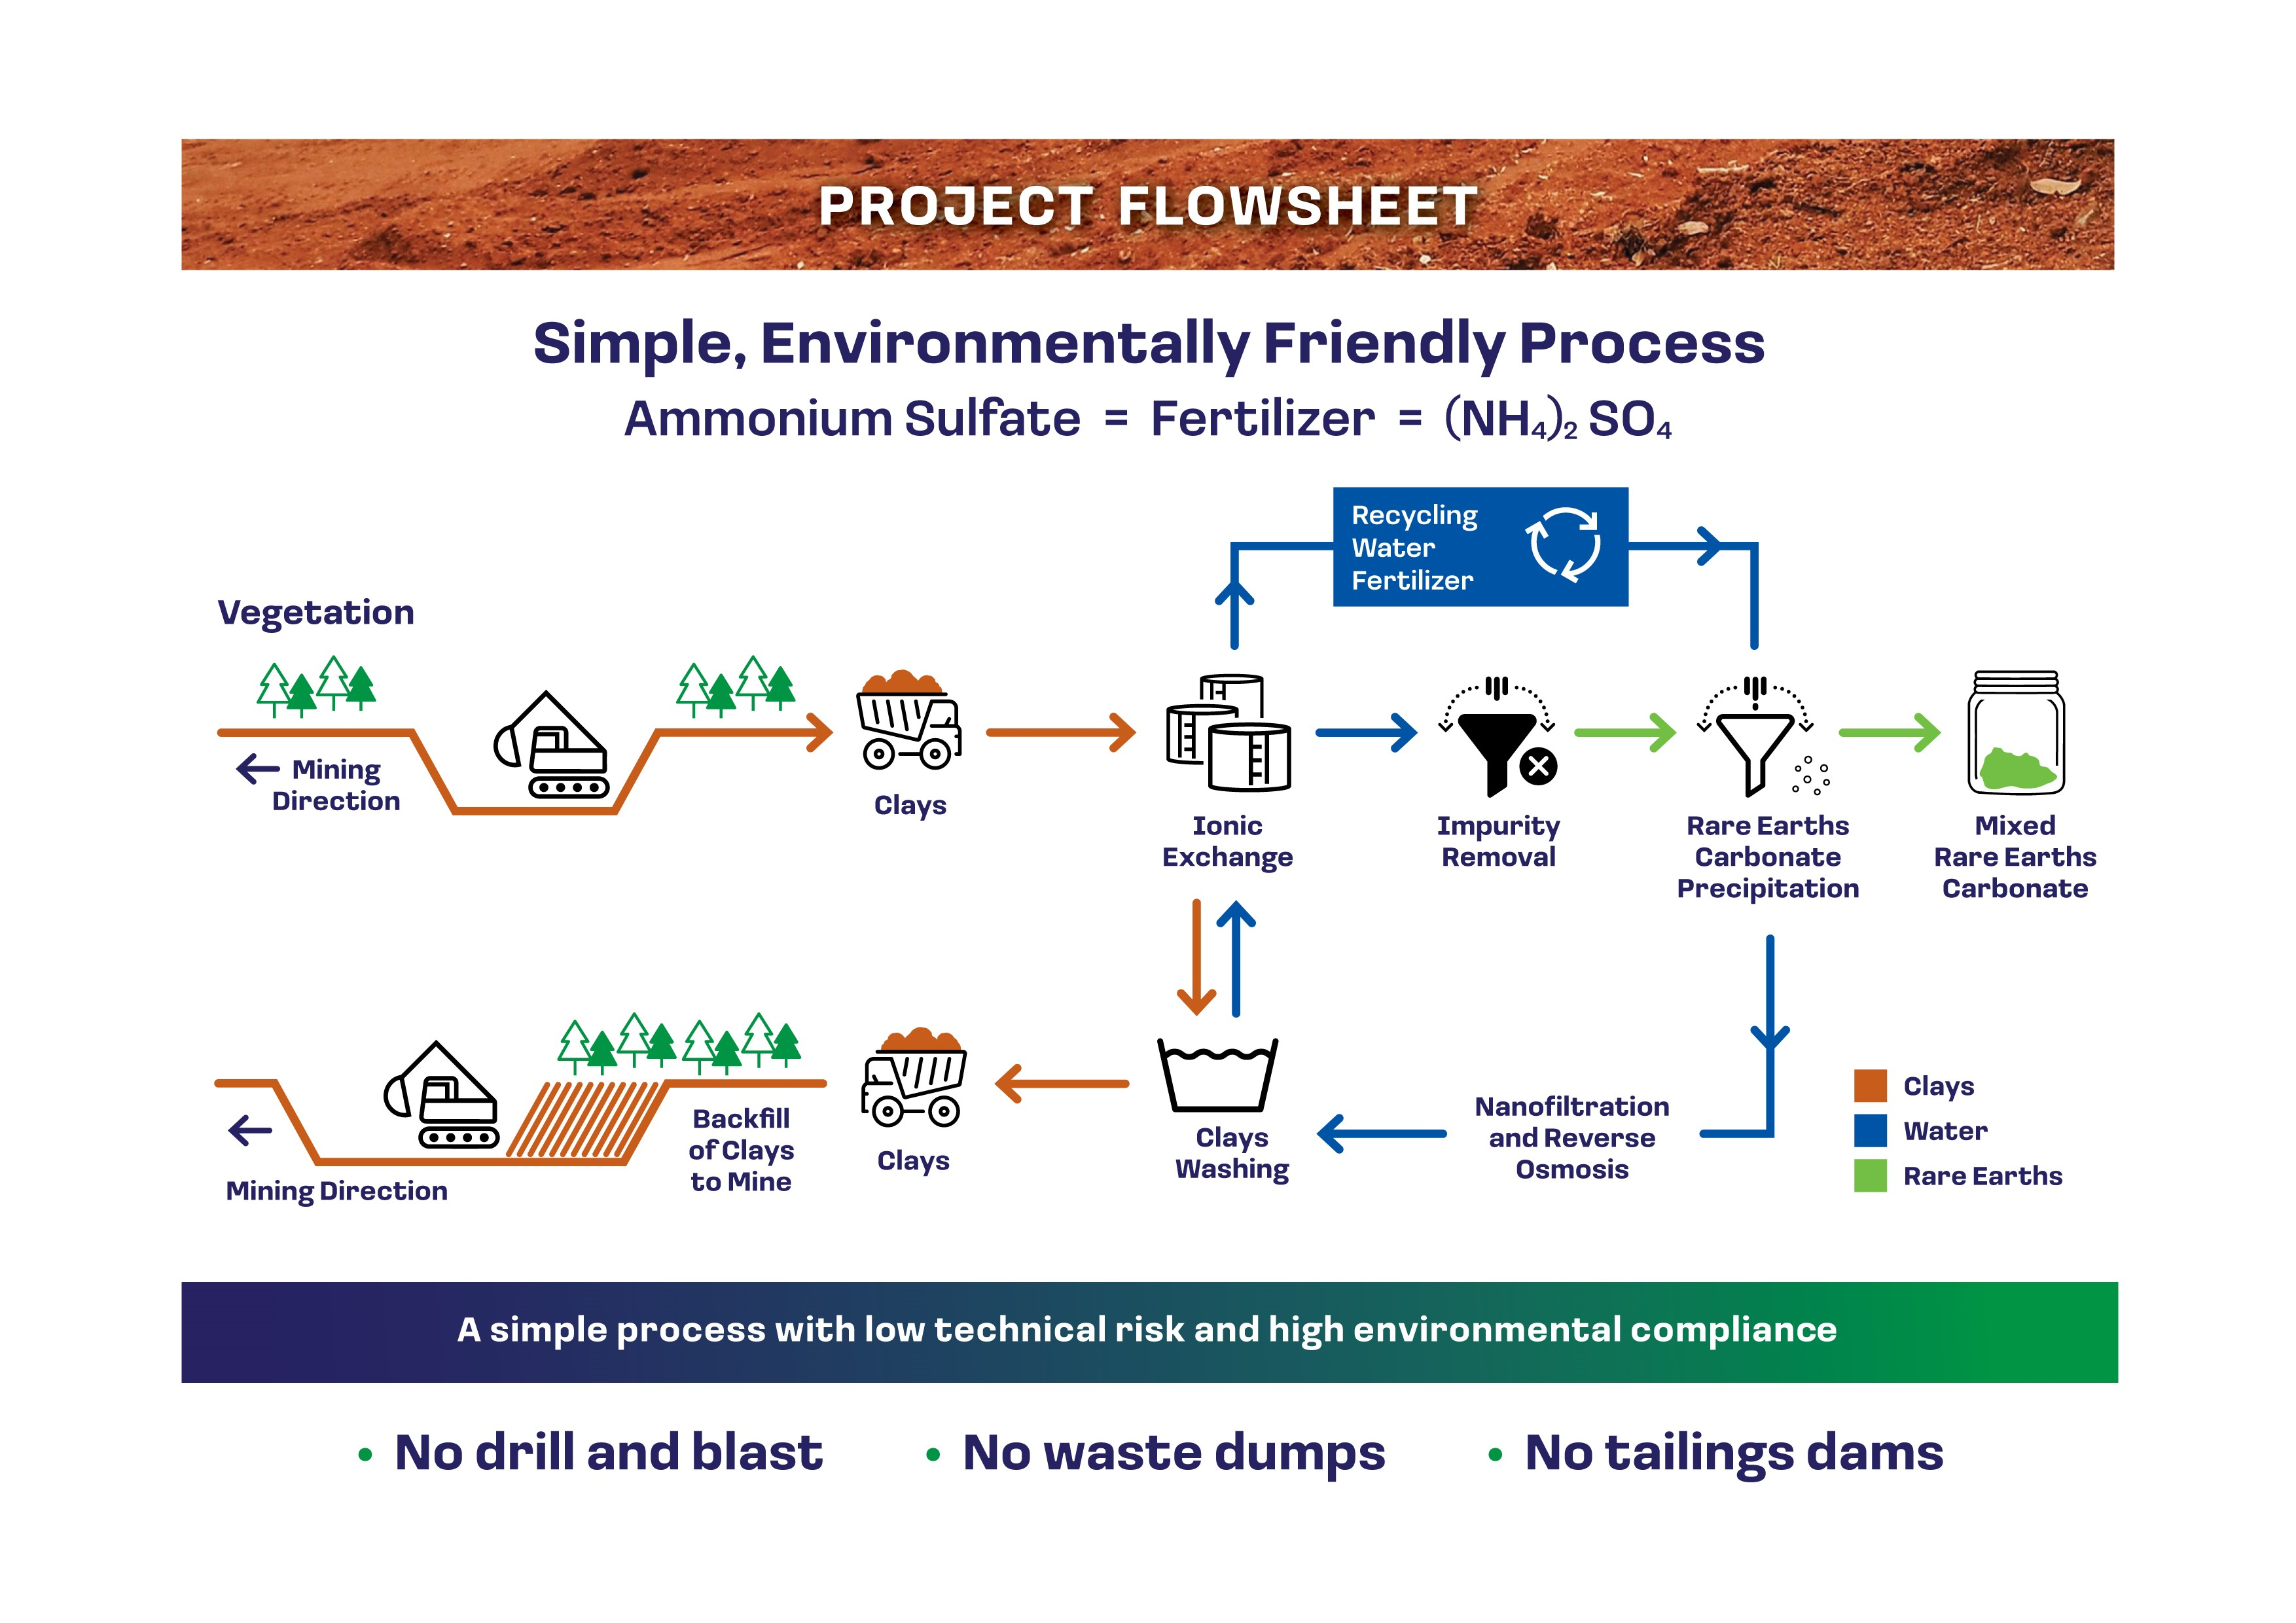 PROJECT FLOWSHEET
Simple, Environmentally Friendly Process
Ammonium Sulfate = Fertilizer = (NH₄)₂ SO₄
Recycling
Water
Fertilizer
Vegetation
Mining
Direction
Clays
Ionic
Exchange
Impurity
Removal
Rare Earths
Carbonate
Precipitation
Mixed
Rare Earths
Carbonate
Mining Direction
Backfill
of Clays
to Mine
Clays
Clays
Washing
Nanofiltration
and Reverse
Osmosis
Clays
Water
Rare Earths
A simple process with low technical risk and high environmental compliance
• No drill and blast
• No waste dumps
• No tailings dams